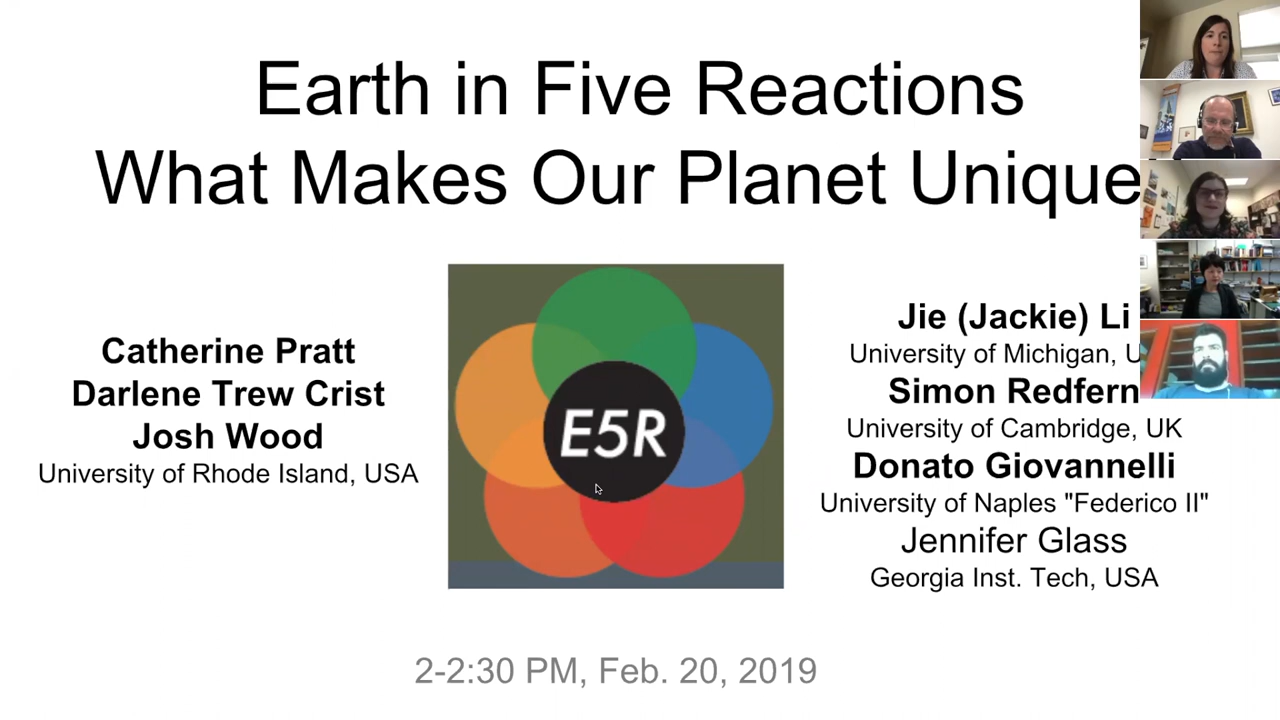 Earth in Five Reactions
What Makes Our Planet Unique
Catherine Pratt
Darlene Trew Crist
Josh Wood
University of Rhode Island, USA
E5R
Jie (Jackie) Li
University of Michigan, U
Simon Redfern
University of Cambridge, UK
Donato Giovannelli
University of Naples "Federico II"
Jennifer Glass
Georgia Inst. Tech, USA
2-2:30 PM, Feb. 20, 2019